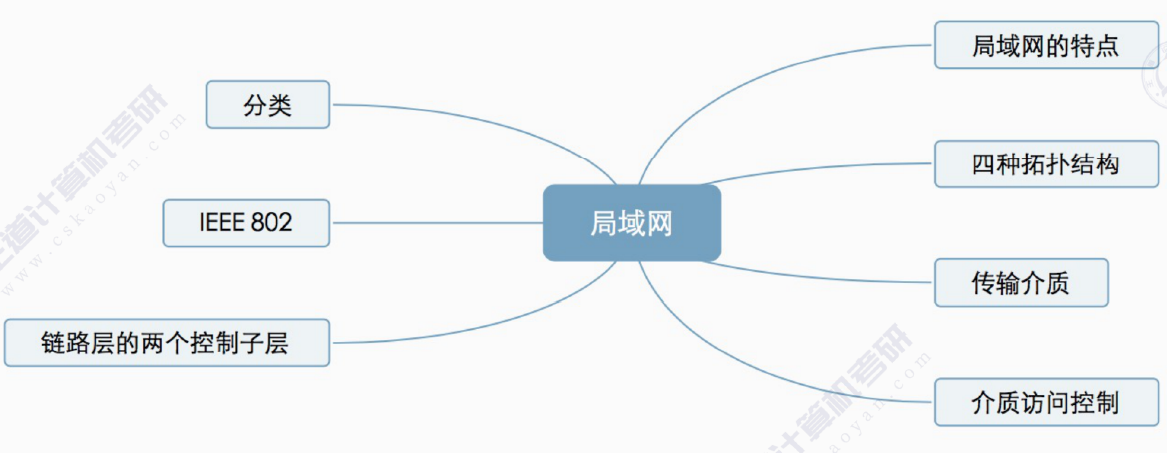 局域网的特点
分类
四种拓扑结构
IEEE 802
局域网
传输介质
链路层的两个控制子层
介质访问控制
王道计算机考研
www.cskaoyan.com
计算机考研
aoyan.com